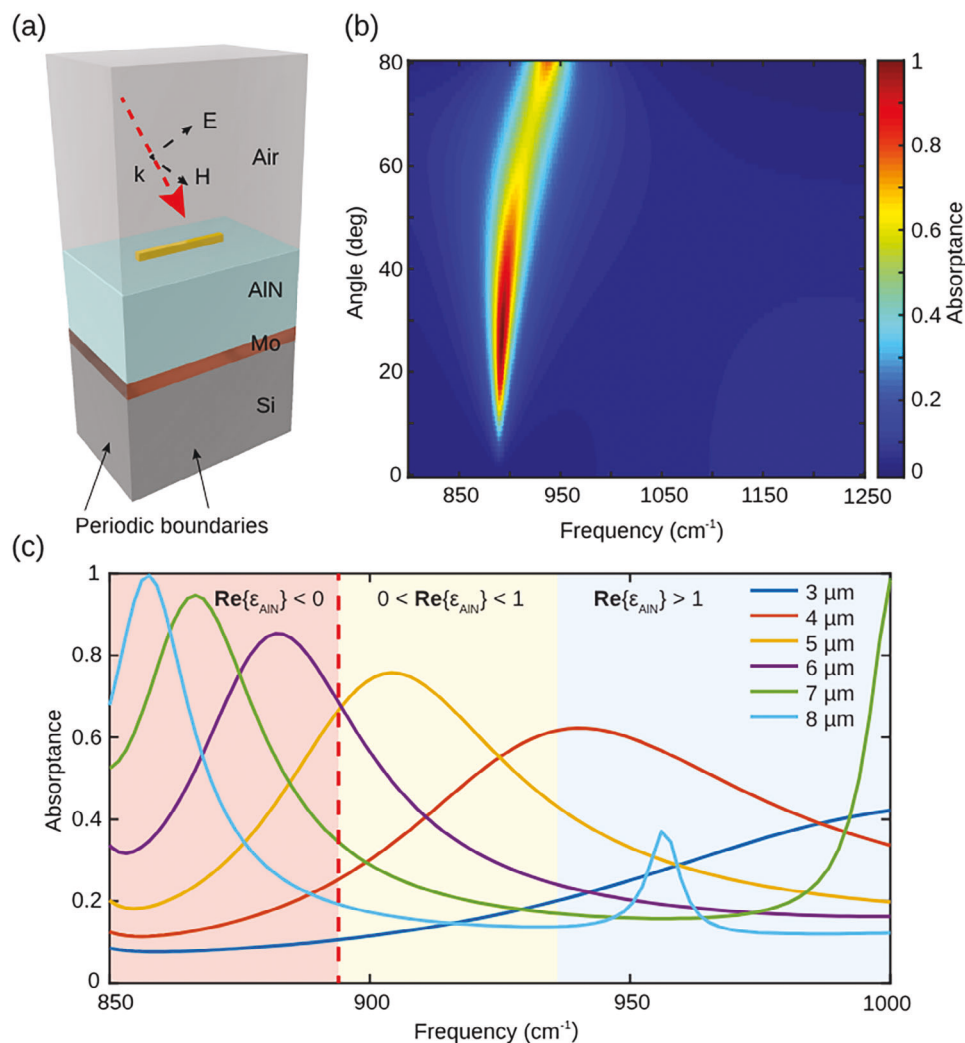 (a)
E
k
H
Air
AlN
Mo
Si
Periodic boundaries
(b)
80
60
40
20
0
850 950 1050 1150 1250
Angle (deg)
Frequency (cm⁻¹)
1
0.8
0.6
0.4
0.2
0
Absorptance
(c)
1
0.8
0.6
0.4
0.2
0
Absorptance
Re{ε_AlN} < 0
0 < Re{ε_AlN} < 1
Re{ε_AlN} > 1
3 μm
4 μm
5 μm
6 μm
7 μm
8 μm
850 900 950 1000
Frequency (cm⁻¹)